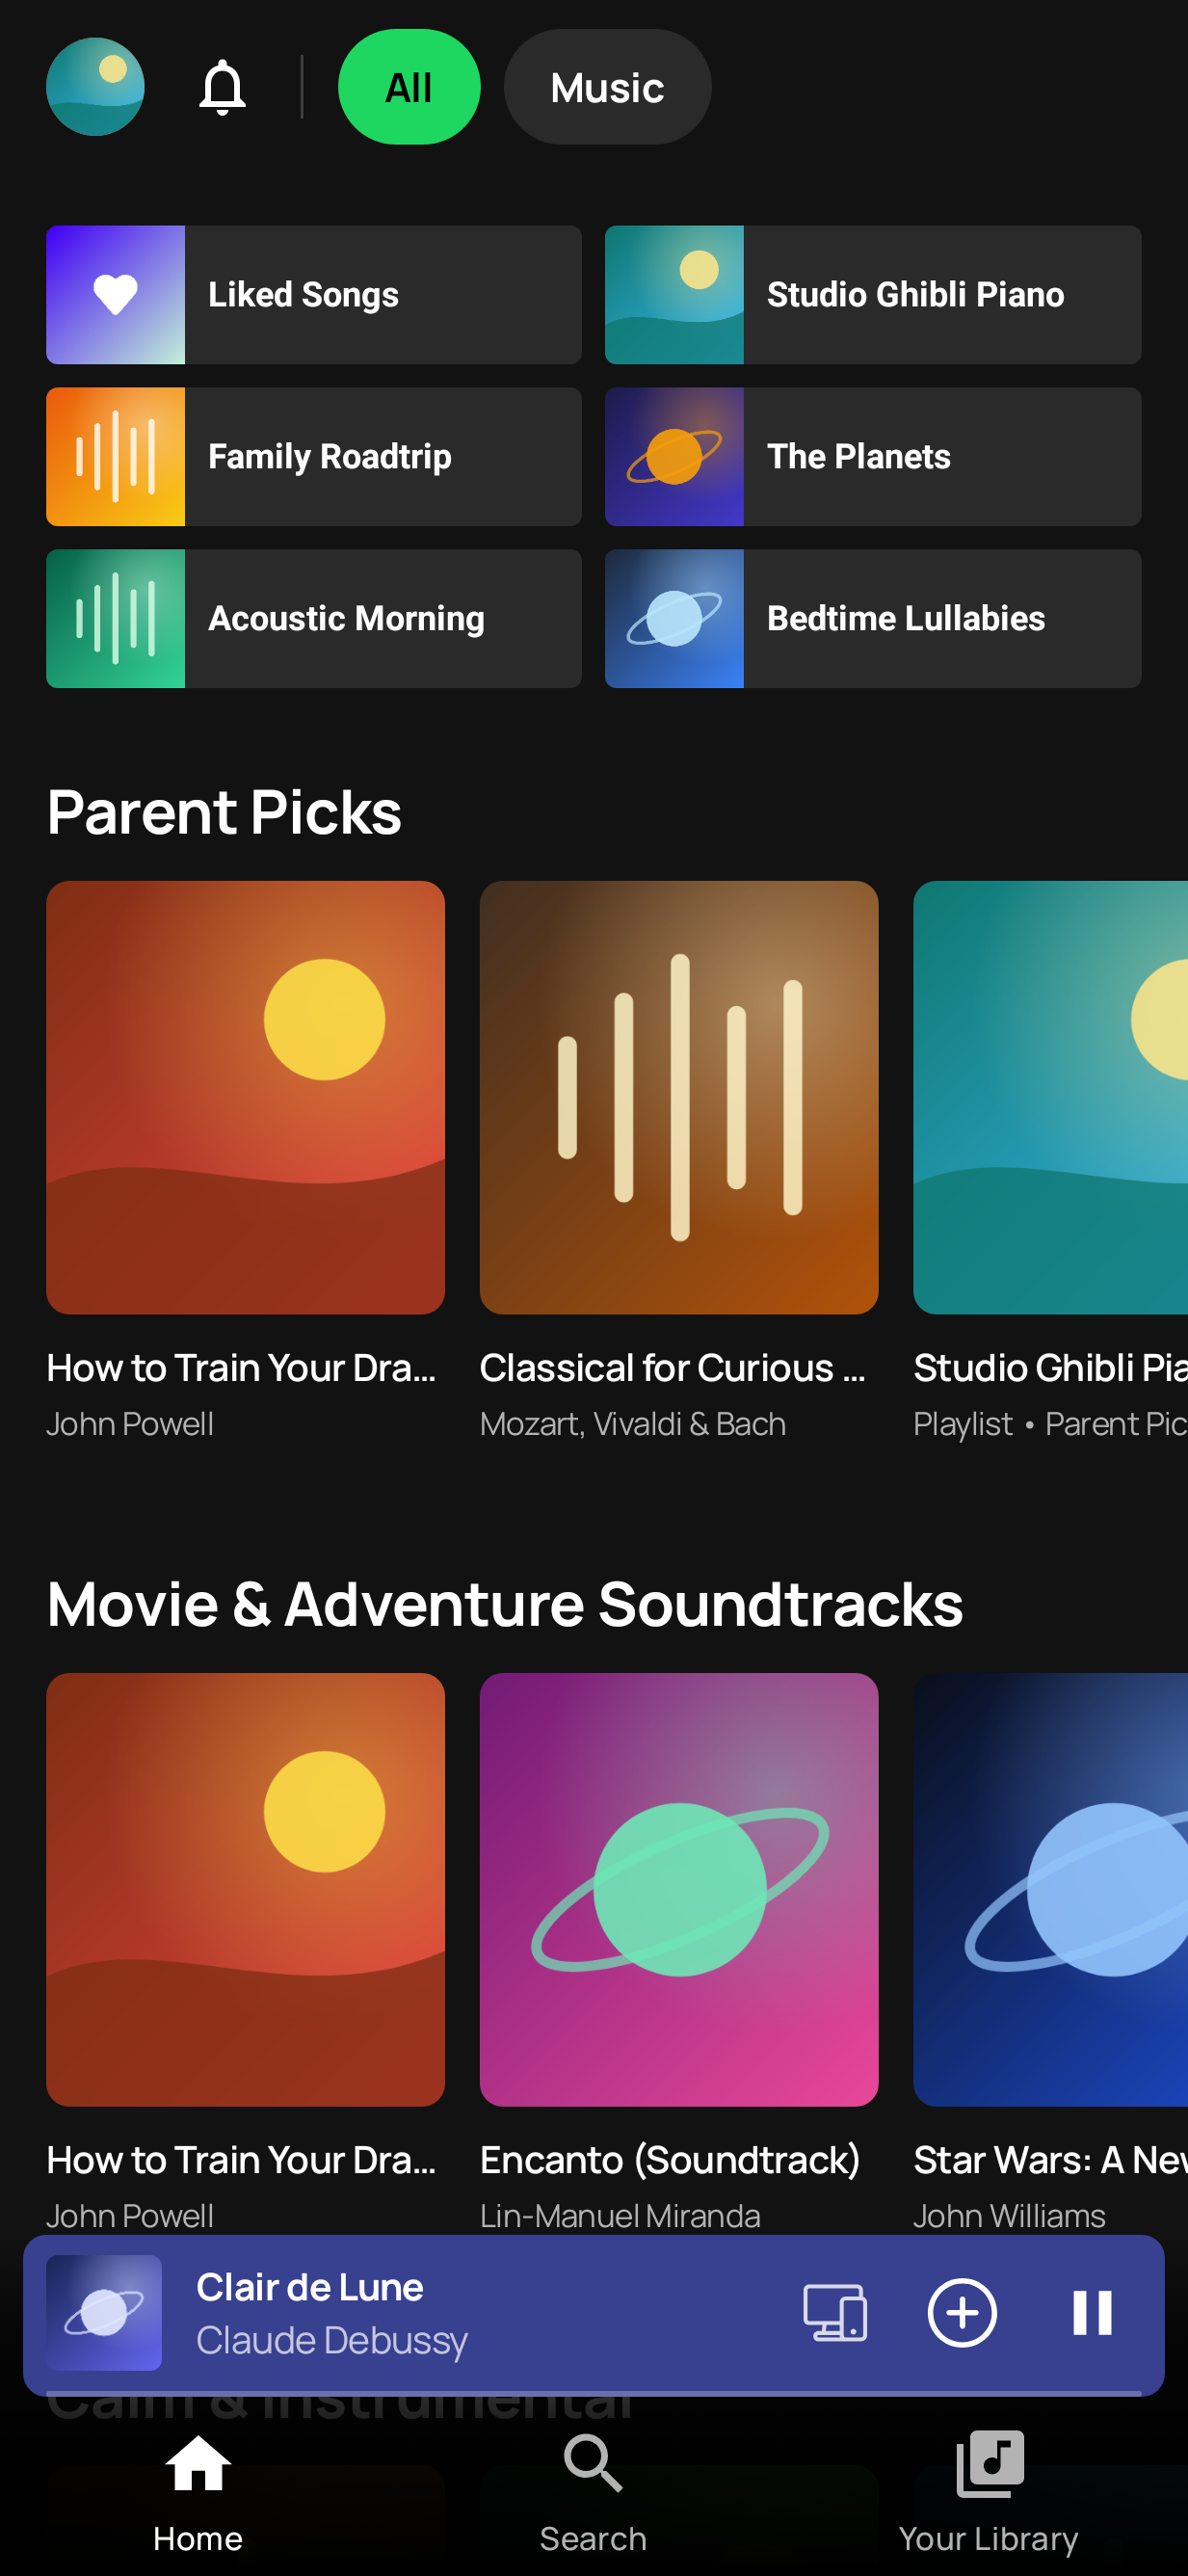 All
Music
Liked Songs
Studio Ghibli Piano
Family Roadtrip
The Planets
Acoustic Morning
Bedtime Lullabies
Parent Picks
How to Train Your Dra...
Classical for Curious ...
Studio Ghibli Pia
John Powell
Mozart, Vivaldi & Bach
Playlist • Parent Pic
Movie & Adventure Soundtracks
How to Train Your Dra...
Encanto (Soundtrack)
Star Wars: A New
John Powell
Lin-Manuel Miranda
John Williams
Clair de Lune
Claude Debussy
Calm & Instrumental
Home
Search
Your Library